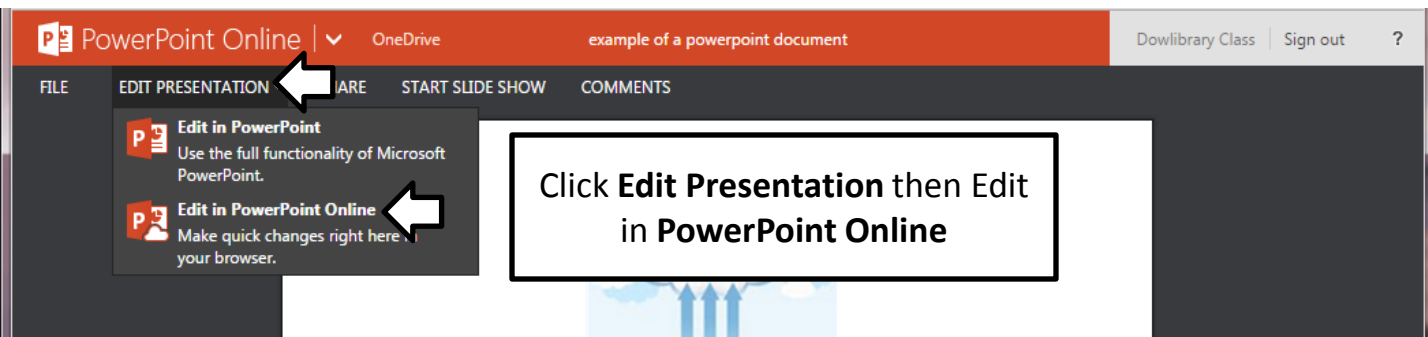 PowerPoint Online OneDrive example of a powerpoint document Dowlibrary Class Sign out ?
FILE EDIT PRESENTATION ARE START SLIDE SHOW COMMENTS
Edit in PowerPoint
Use the full functionality of Microsoft
PowerPoint.
Edit in PowerPoint Online
Make quick changes right here in
your browser.
Click Edit Presentation then Edit
in PowerPoint Online